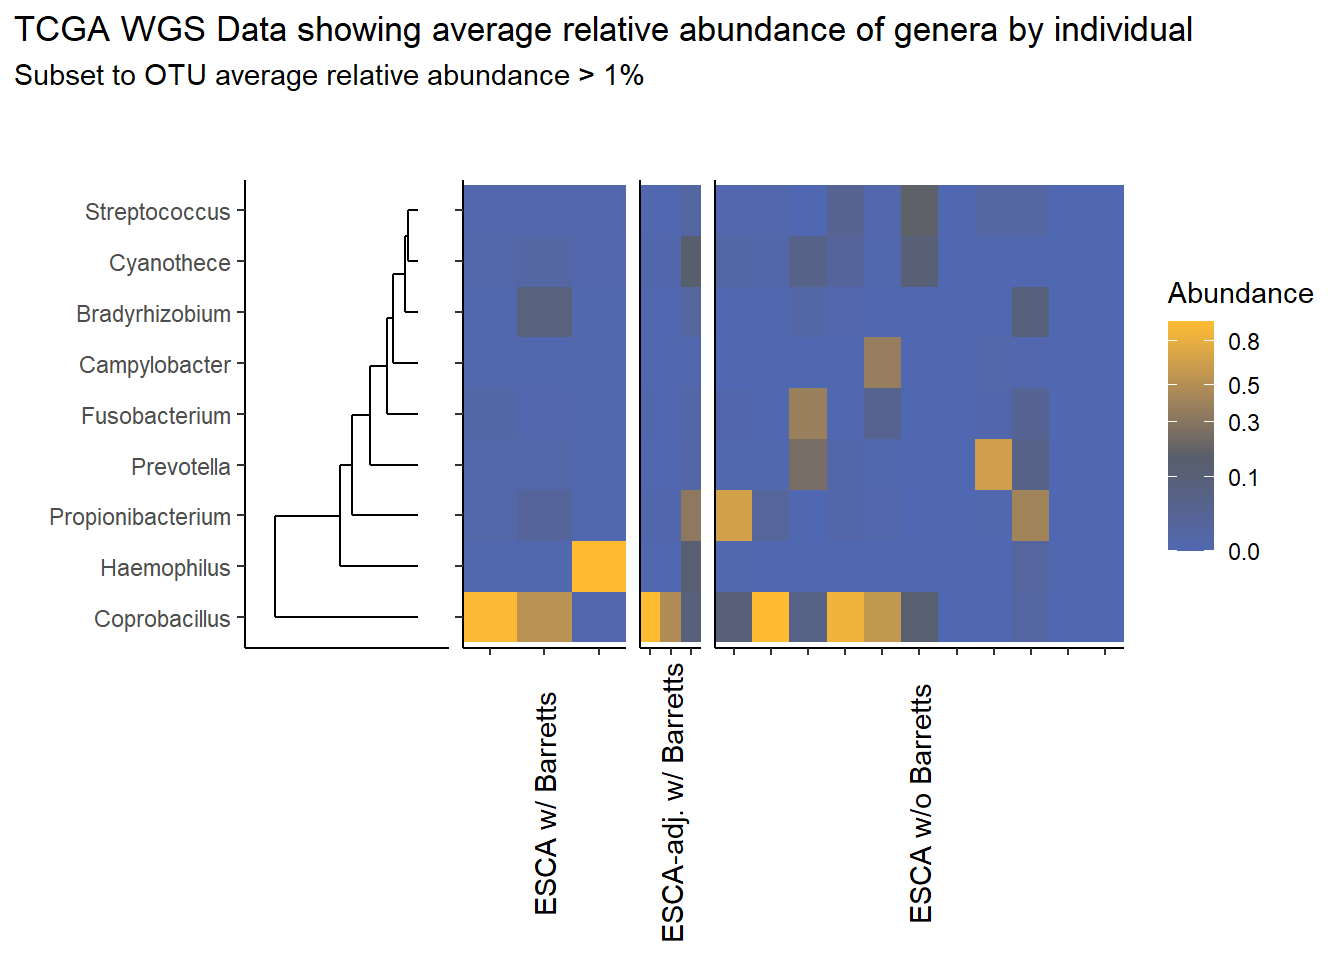 TCGA WGS Data showing average relative abundance of genera by individual
Subset to OTU average relative abundance > 1%
Streptococcus
Cyanothece
Bradyrhizobium
Campylobacter
Fusobacterium
Prevotella
Propionibacterium
Haemophilus
Coprobacillus
ESCA w/ Barretts
ESCA-adj. w/ Barretts
ESCA w/o Barretts
Abundance
0.8
0.5
0.3
0.1
0.0